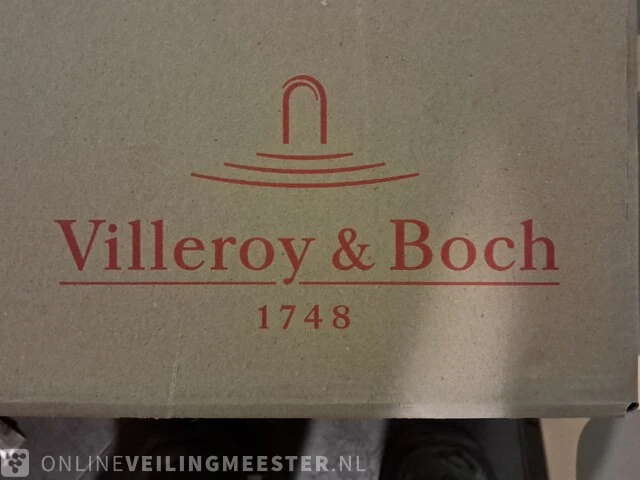 Villeroy & Boch
1748
ONLINEVEILINGMEESTER.NL